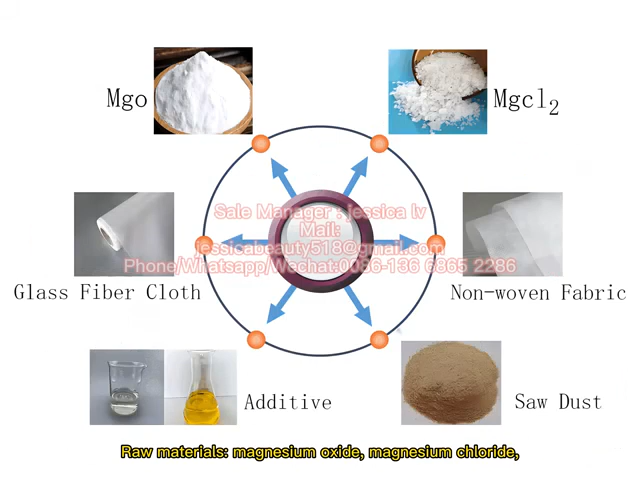 Mgo
Mgcl2
Sale Manager : jessica lv
Mail:
jessicabeauty518@gmail.com
Phone/Whatsapp/Wechat:0086-136 6865 2286
Glass Fiber Cloth
Non-woven Fabric
Additive
Saw Dust
Raw materials: magnesium oxide, magnesium chloride,